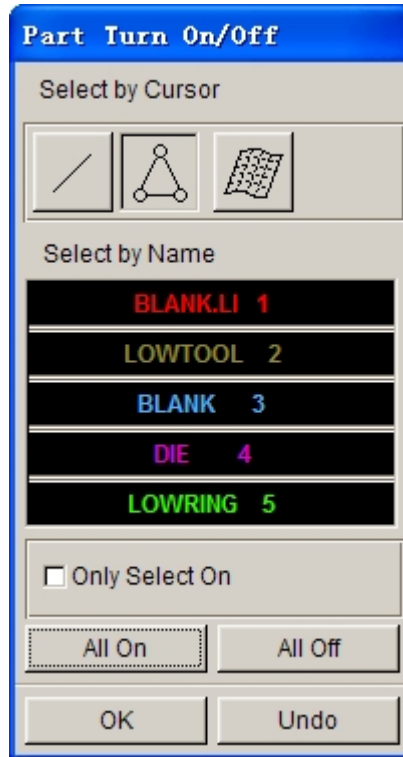 Part Turn On/Off
Select by Cursor
Select by Name
BLANK.LI 1
LOWTOOL 2
BLANK 3
DIE 4
LOWRING 5
Only Select On
All On All Off
OK Undo